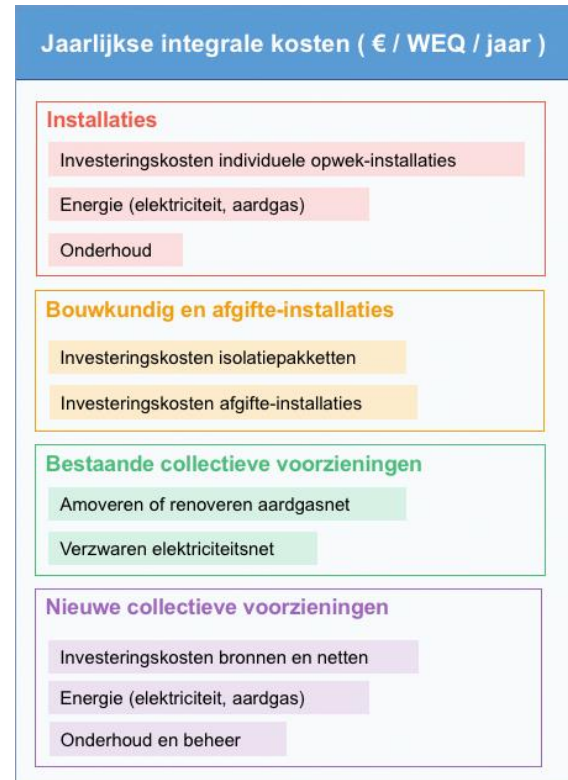 Jaarlijkse integrale kosten ( € / WEQ / jaar )
Installaties
Investeringskosten individuele opwek-installaties
Energie (elektriciteit, aardgas)
Onderhoud
Bouwkundig en afgifte-installaties
Investeringskosten isolatiepakketten
Investeringskosten afgifte-installaties
Bestaande collectieve voorzieningen
Amoveren of renoveren aardgasnet
Verzwaren elektriciteitsnet
Nieuwe collectieve voorzieningen
Investeringskosten bronnen en netten
Energie (elektriciteit, aardgas)
Onderhoud en beheer